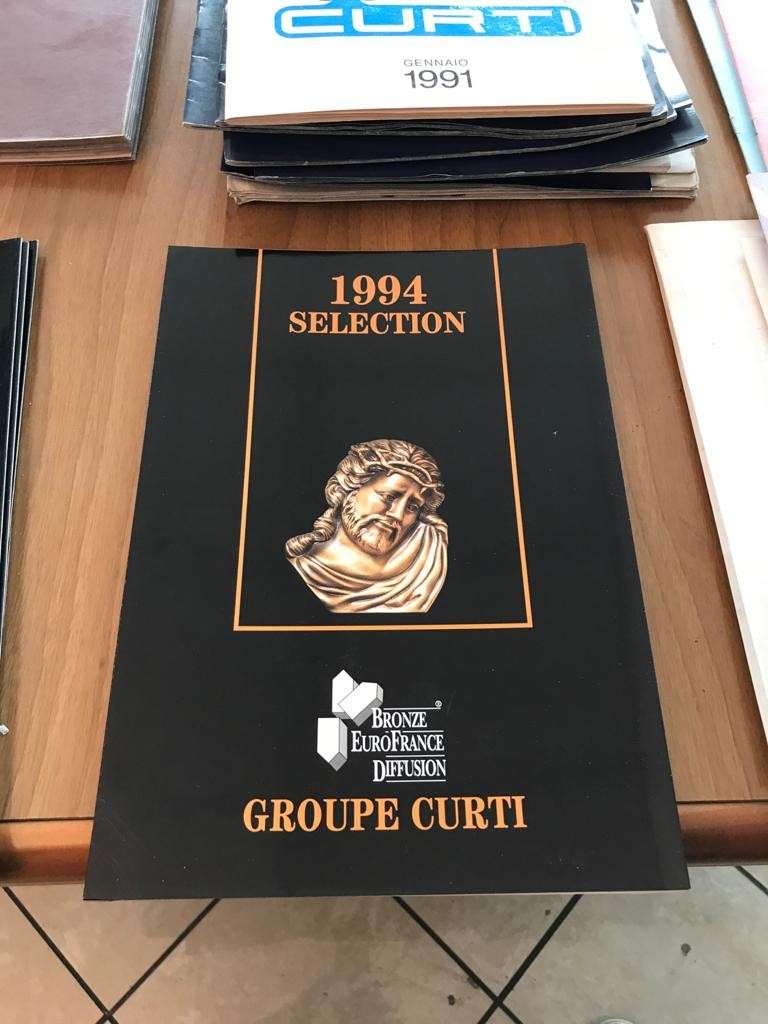 CURTI
GENNAIO
1991
1994
SELECTION
®
BRONZE
EUROFRANCE
DIFFUSION
GROUPE CURTI